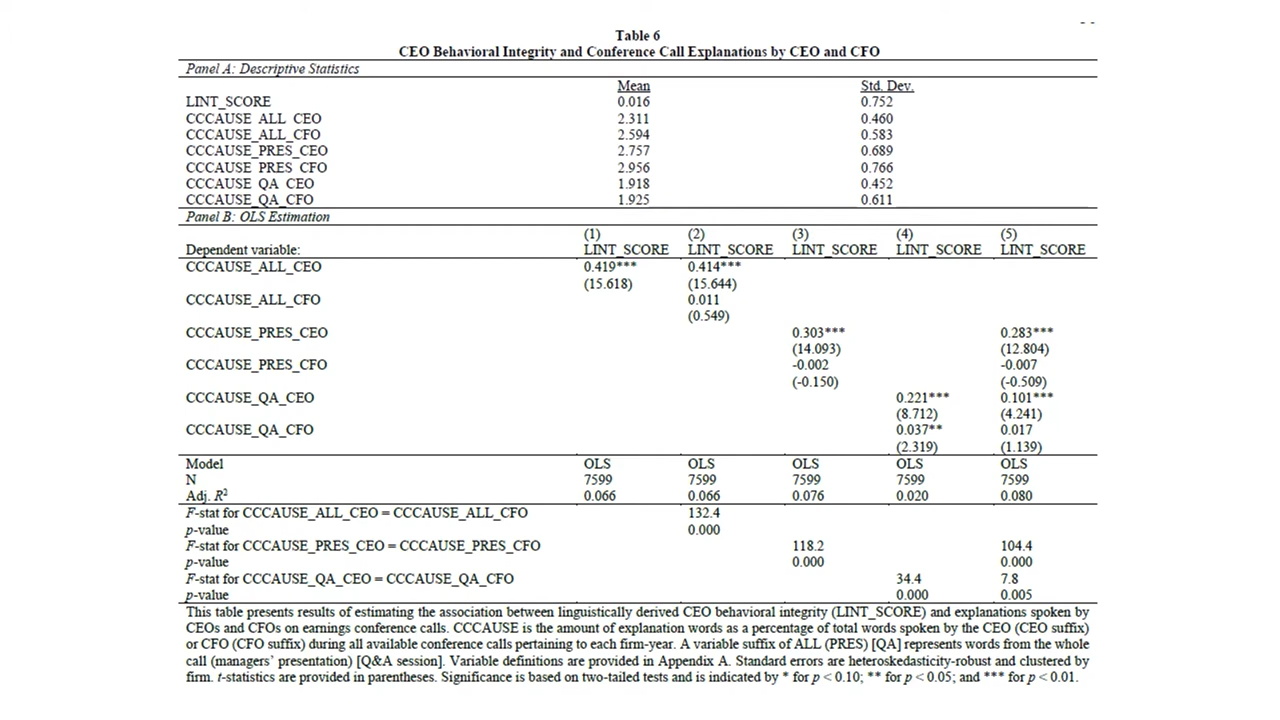 Table 6
CEO Behavioral Integrity and Conference Call Explanations by CEO and CFO
Panel A: Descriptive Statistics
Mean Std. Dev.
LINT_SCORE 0.016 0.752
CCCAUSE_ALL_CEO 2.311 0.460
CCCAUSE_ALL_CFO 2.594 0.583
CCCAUSE_PRES_CEO 2.757 0.689
CCCAUSE_PRES_CFO 2.956 0.766
CCCAUSE_QA_CEO 1.918 0.452
CCCAUSE_QA_CFO 1.925 0.611
Panel B: OLS Estimation
(1) (2) (3) (4) (5)
Dependent variable: LINT_SCORE LINT_SCORE LINT_SCORE LINT_SCORE LINT_SCORE
CCCAUSE_ALL_CEO 0.419*** 0.414***
(15.618) (15.644)
CCCAUSE_ALL_CFO 0.011
(0.549)
CCCAUSE_PRES_CEO 0.303*** 0.283***
(14.093) (12.804)
CCCAUSE_PRES_CFO -0.002 -0.007
(-0.150) (-0.509)
CCCAUSE_QA_CEO 0.221*** 0.101***
(8.712) (4.241)
CCCAUSE_QA_CFO 0.037** 0.017
(2.319) (1.139)
Model OLS OLS OLS OLS OLS
N 7599 7599 7599 7599 7599
Adj. R² 0.066 0.066 0.076 0.020 0.080
F-stat for CCCAUSE_ALL_CEO = CCCAUSE_ALL_CFO 132.4
p-value 0.000
F-stat for CCCAUSE_PRES_CEO = CCCAUSE_PRES_CFO 118.2 104.4
p-value 0.000 0.000
F-stat for CCCAUSE_QA_CEO = CCCAUSE_QA_CFO 34.4 7.8
p-value 0.000 0.005
This table presents results of estimating the association between linguistically derived CEO behavioral integrity (LINT_SCORE) and explanations spoken by
CEOs and CFOs on earnings conference calls. CCCAUSE is the amount of explanation words as a percentage of total words spoken by the CEO (CEO suffix)
or CFO (CFO suffix) during all available conference calls pertaining to each firm-year. A variable suffix of ALL (PRES) [QA] represents words from the whole
call (managers' presentation) [Q&A session]. Variable definitions are provided in Appendix A. Standard errors are heteroskedasticity-robust and clustered by
firm. t-statistics are provided in parentheses. Significance is based on two-tailed tests and is indicated by * for p < 0.10; ** for p < 0.05; and *** for p < 0.01.